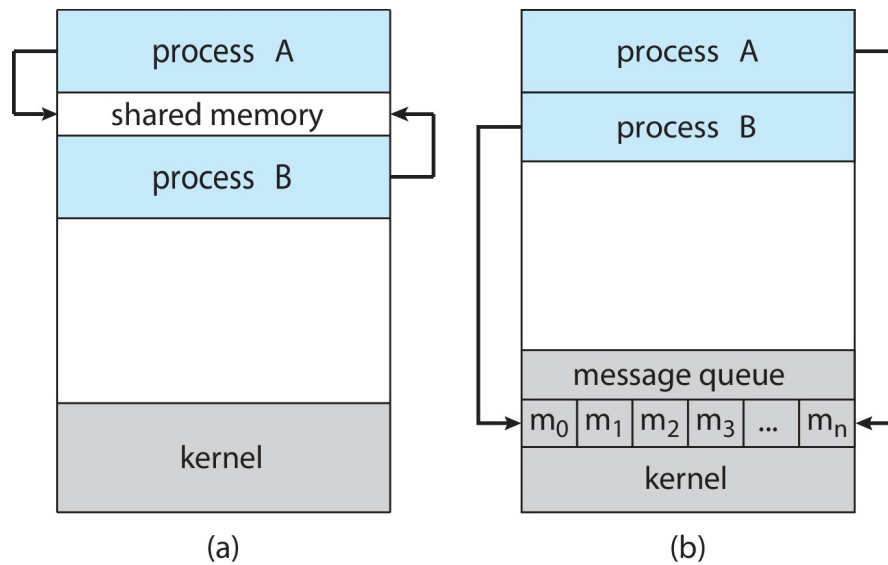 process A
shared memory
process B
kernel
(a)
process A
process B
message queue
m₀ m₁ m₂ m₃ ... mₙ
kernel
(b)